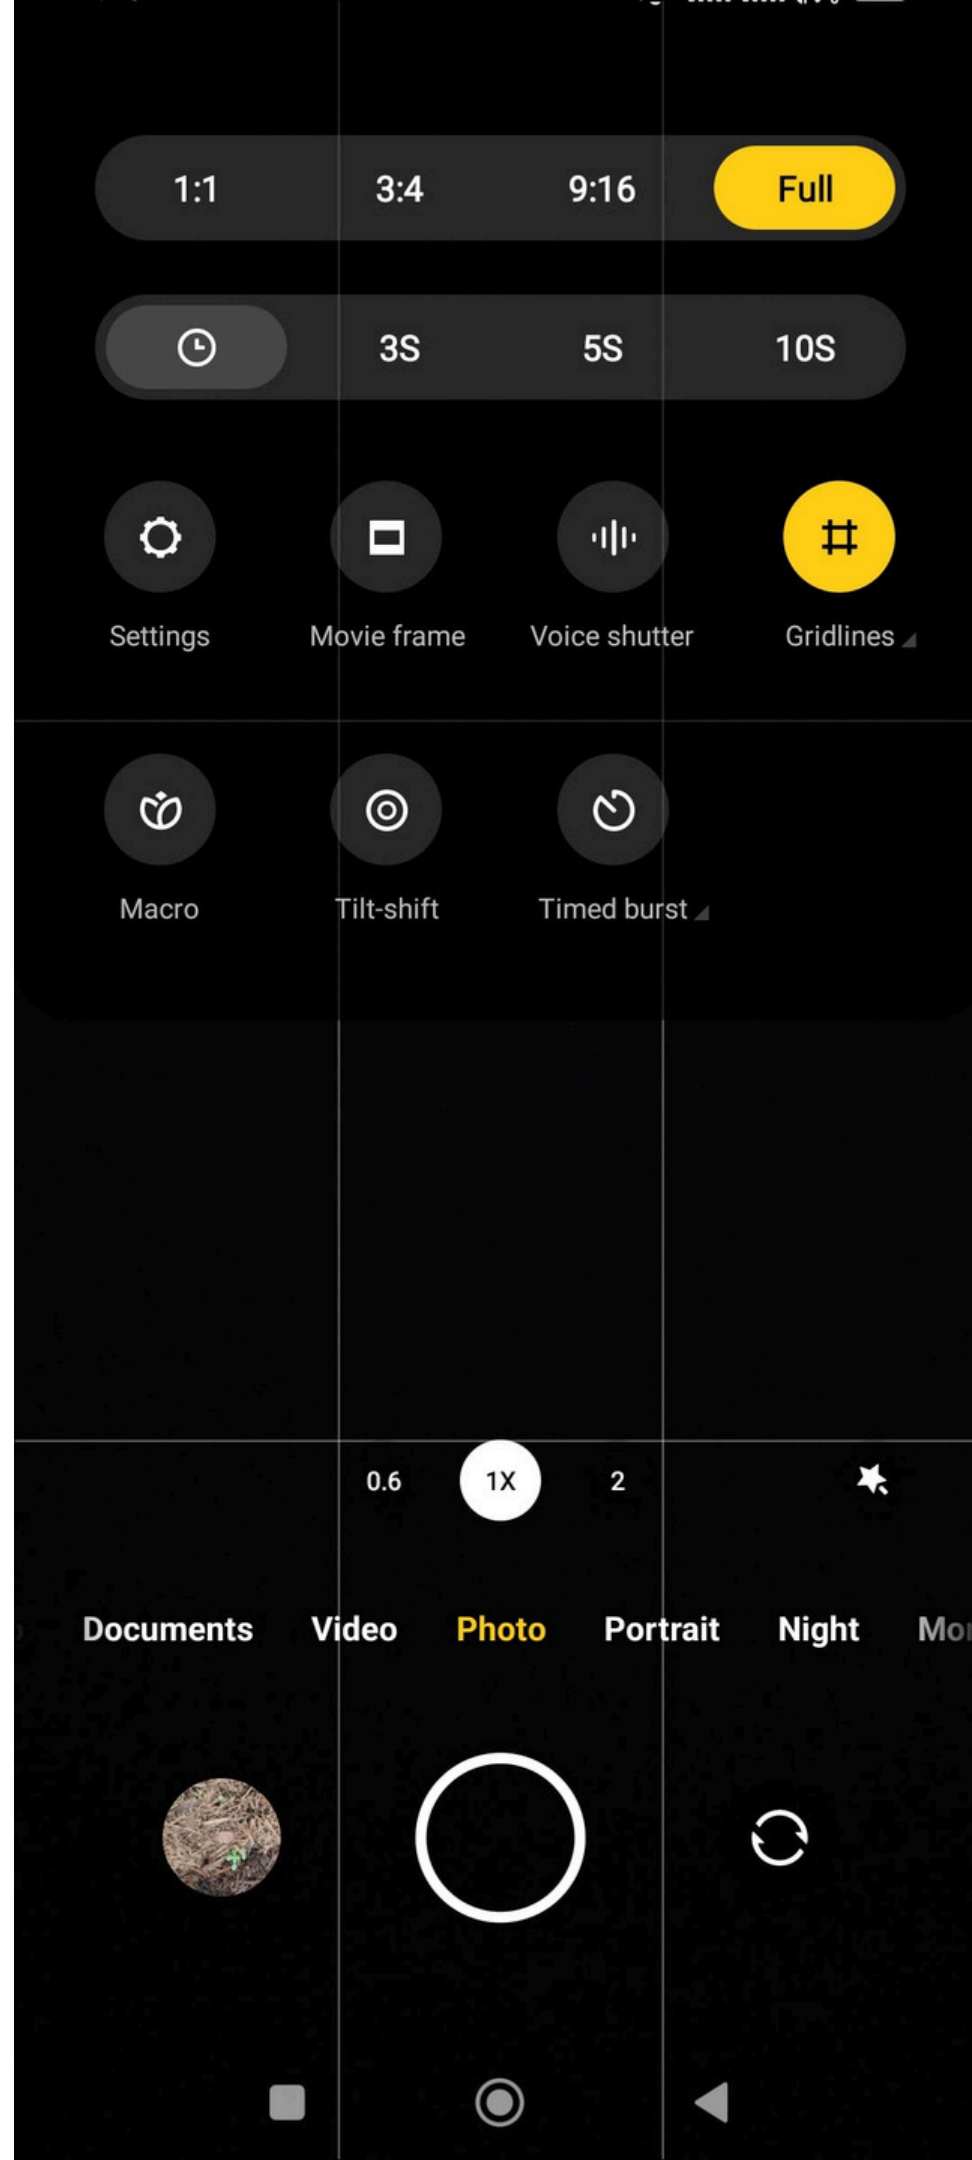 1:1 3:4 9:16 Full
3S 5S 10S
Settings Movie frame Voice shutter Gridlines
Macro Tilt-shift Timed burst
0.6 1X 2
Documents Video Photo Portrait Night